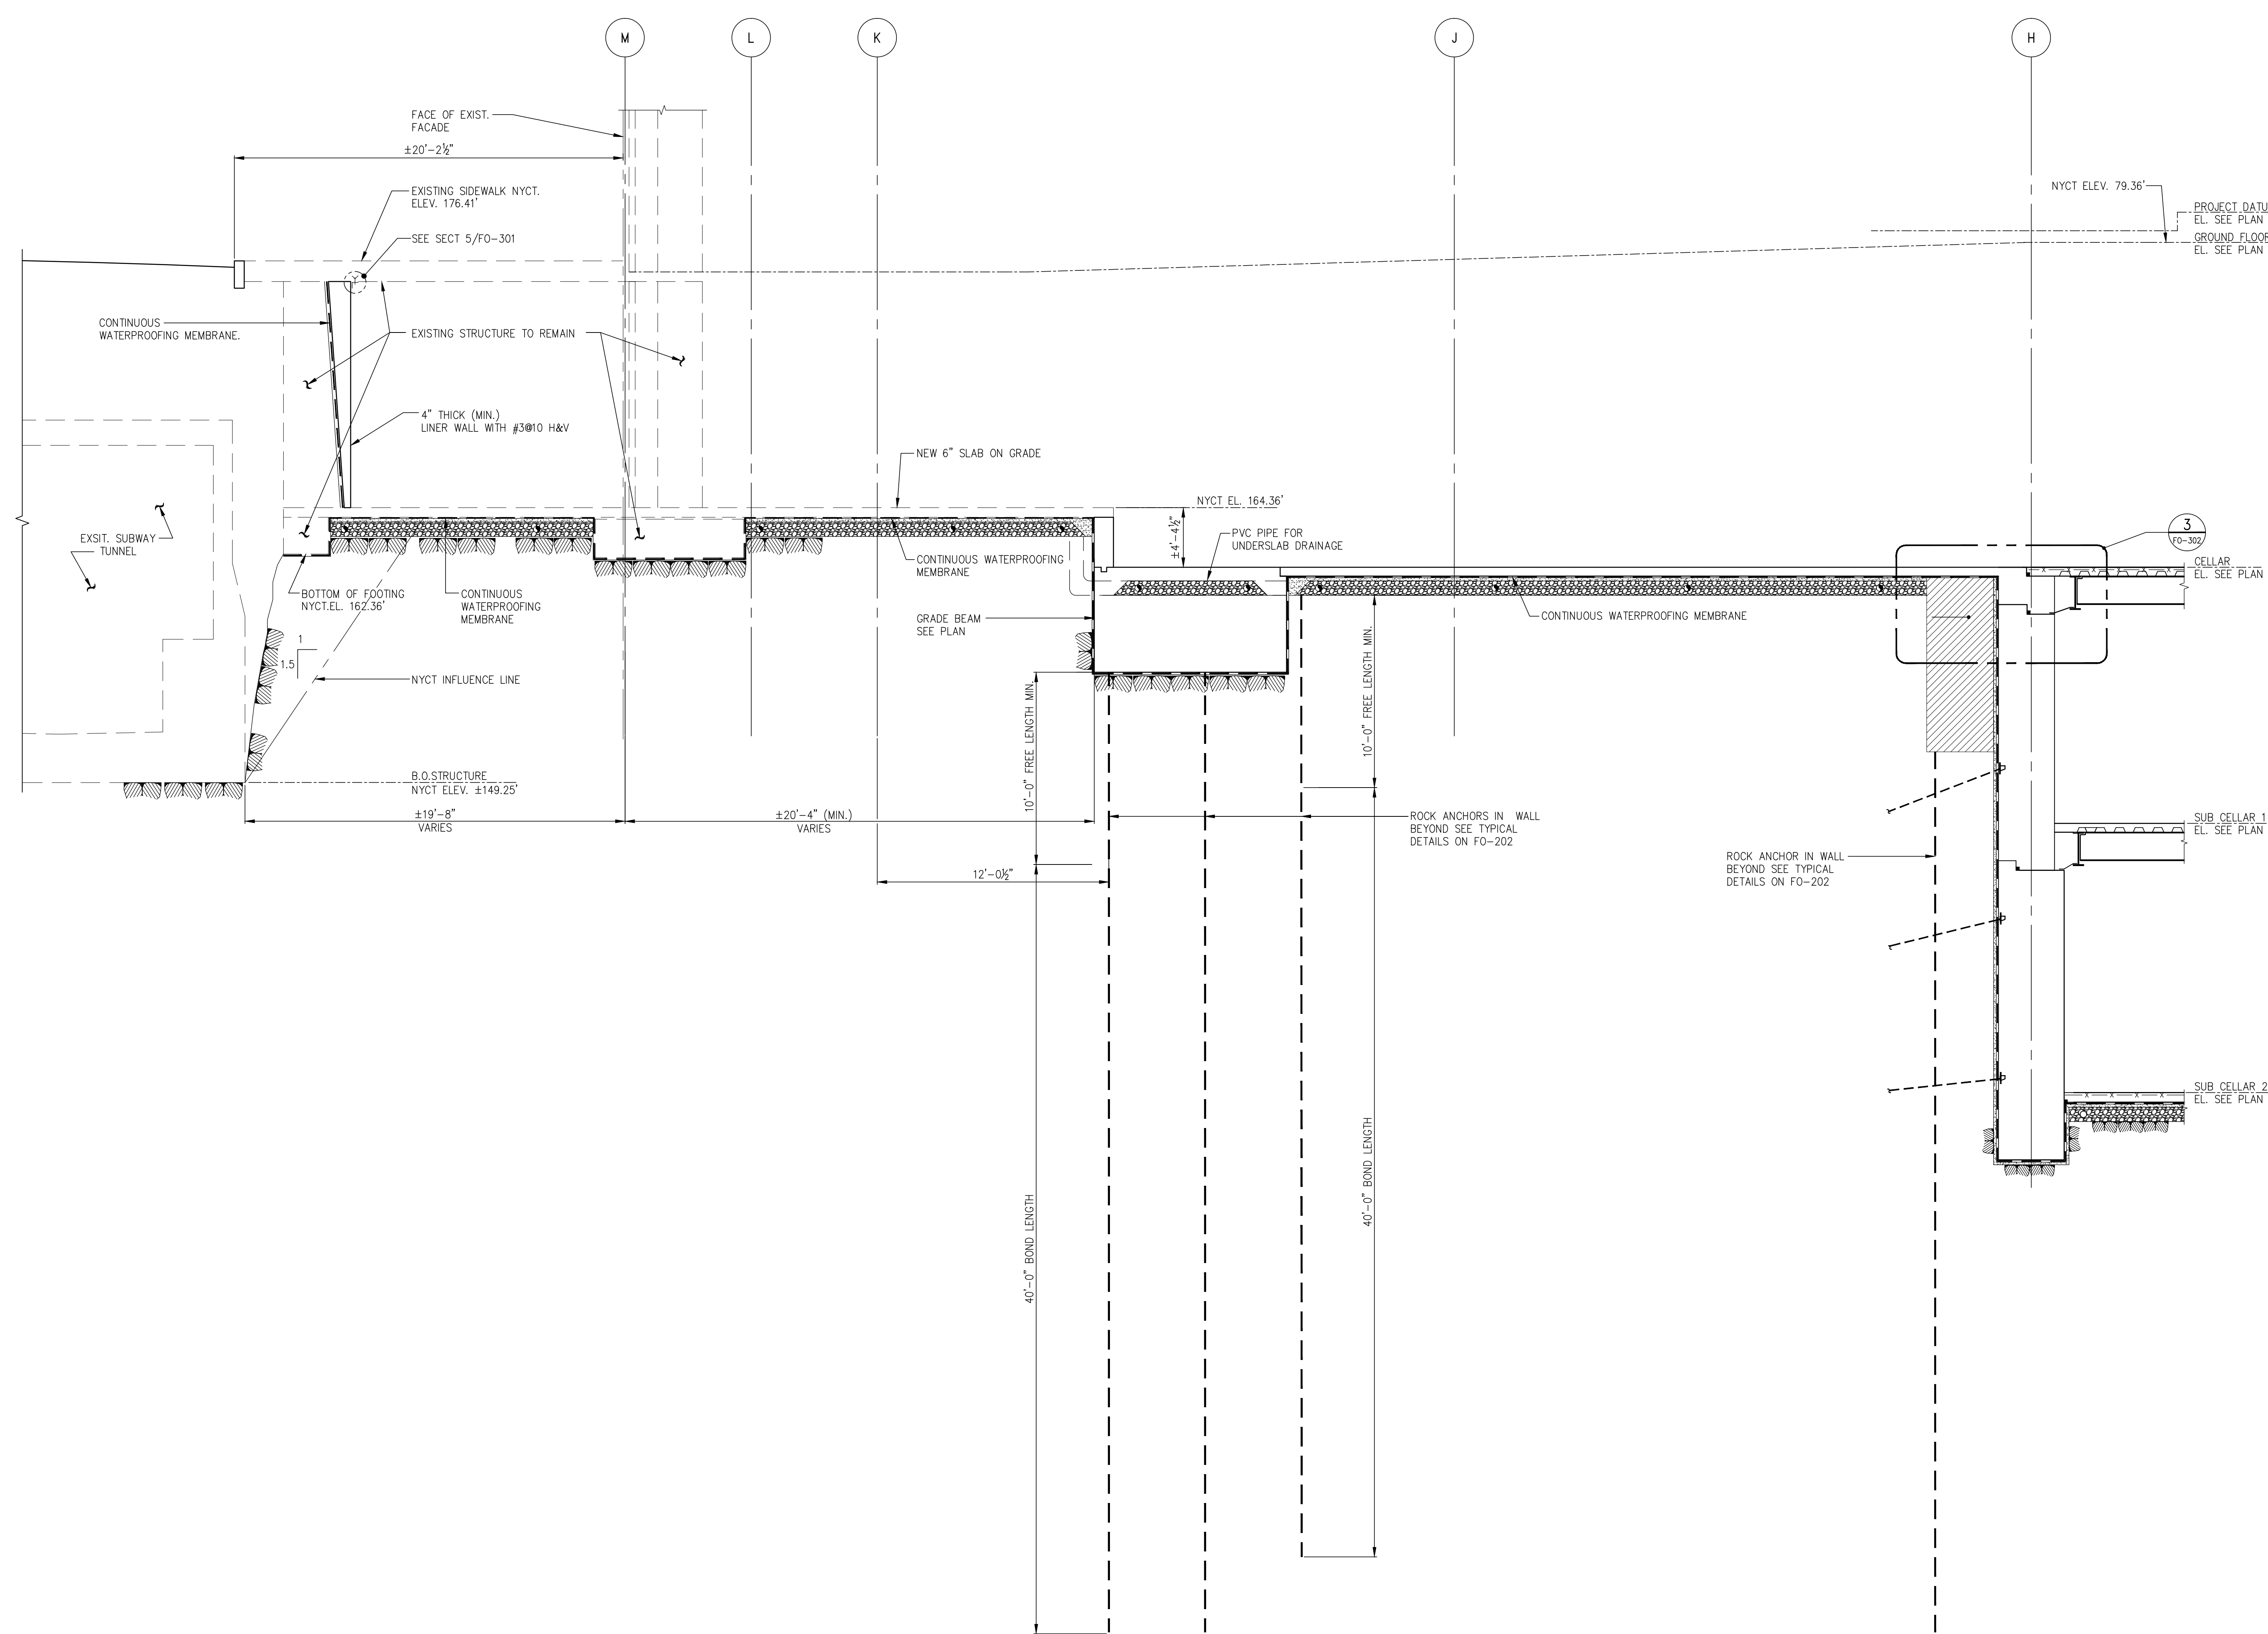 M
L
K
J
H
FACE OF EXIST.
FACADE
±20'-2½"
EXISTING SIDEWALK NYCT.
ELEV. 176.41'
SEE SECT 5/FO-301
NYCT ELEV. 79.36'
PROJECT DATU
EL. SEE PLAN
GROUND FLOOR
EL. SEE PLAN
CONTINUOUS
WATERPROOFING MEMBRANE.
EXISTING STRUCTURE TO REMAIN
4" THICK (MIN.)
LINER WALL WITH #3@10 H&V
NEW 6" SLAB ON GRADE
NYCT EL. 164.36'
±4'-4½"
PVC PIPE FOR
UNDERSLAB DRAINAGE
3
FO-302
EXSIT. SUBWAY
TUNNEL
CONTINUOUS WATERPROOFING
MEMBRANE
CELLAR
EL. SEE PLAN
BOTTOM OF FOOTING
NYCT.EL. 162.36'
CONTINUOUS
WATERPROOFING
MEMBRANE
GRADE BEAM
SEE PLAN
CONTINUOUS WATERPROOFING MEMBRANE
1
1.5
NYCT INFLUENCE LINE
10'-0" FREE LENGTH MIN.
10'-0" FREE LENGTH MIN.
B.O.STRUCTURE
NYCT ELEV. ±149.25'
±19'-8"
VARIES
±20'-4" (MIN.)
VARIES
ROCK ANCHORS IN WALL
BEYOND SEE TYPICAL
DETAILS ON FO-202
SUB CELLAR 1
EL. SEE PLAN
12'-0½"
ROCK ANCHOR IN WALL
BEYOND SEE TYPICAL
DETAILS ON FO-202
SUB CELLAR 2
EL. SEE PLAN
40'-0" BOND LENGTH
40'-0" BOND LENGTH